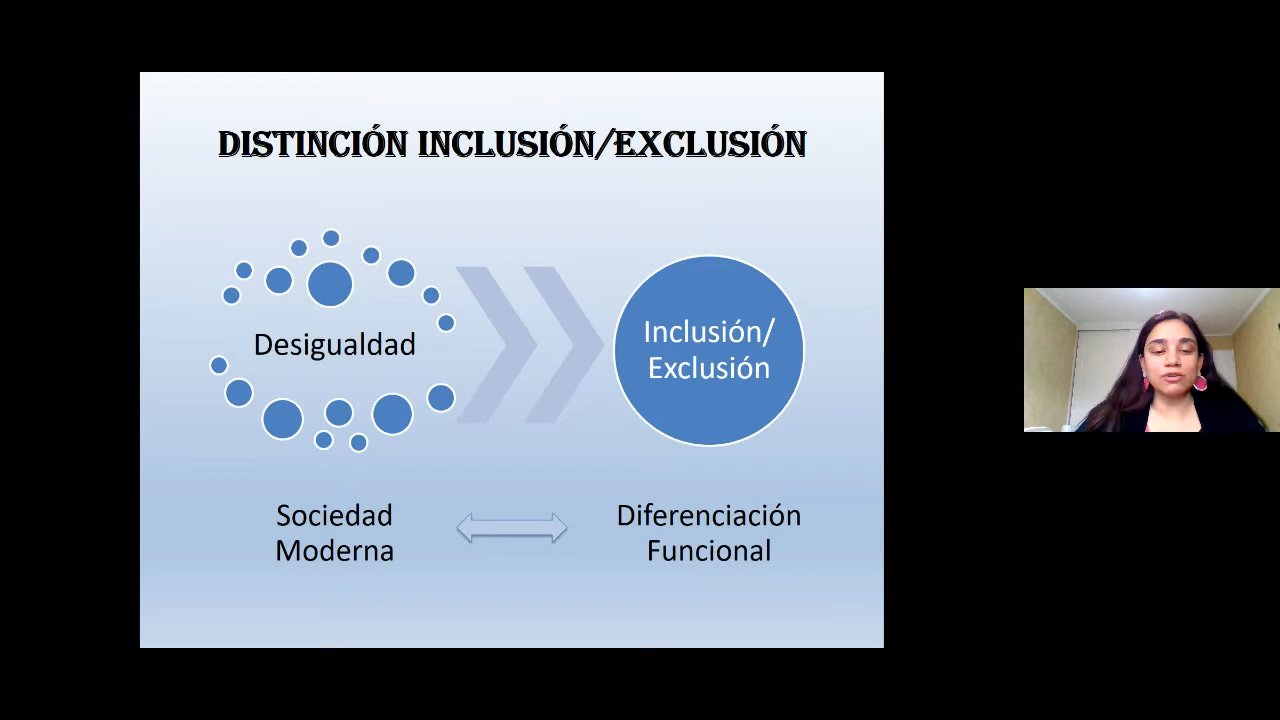 DISTINCIÓN INCLUSIÓN/EXCLUSIÓN
Desigualdad
Inclusión/
Exclusión
Sociedad
Moderna
Diferenciación
Funcional